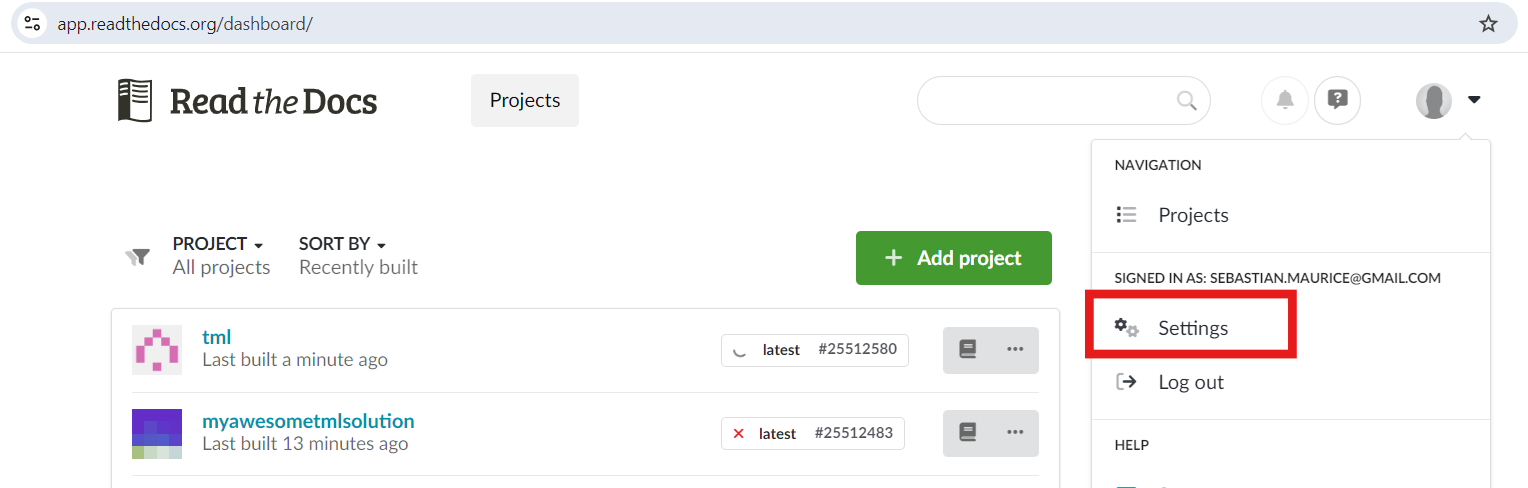 app.readthedocs.org/dashboard/
Read the Docs
Projects
NAVIGATION
Projects
PROJECT
All projects
SORT BY
Recently built
Add project
SIGNED IN AS: SEBASTIAN.MAURICE@GMAIL.COM
Settings
Log out
HELP
tml
Last built a minute ago
latest #25512580
myawesometmlsolution
Last built 13 minutes ago
latest #25512483